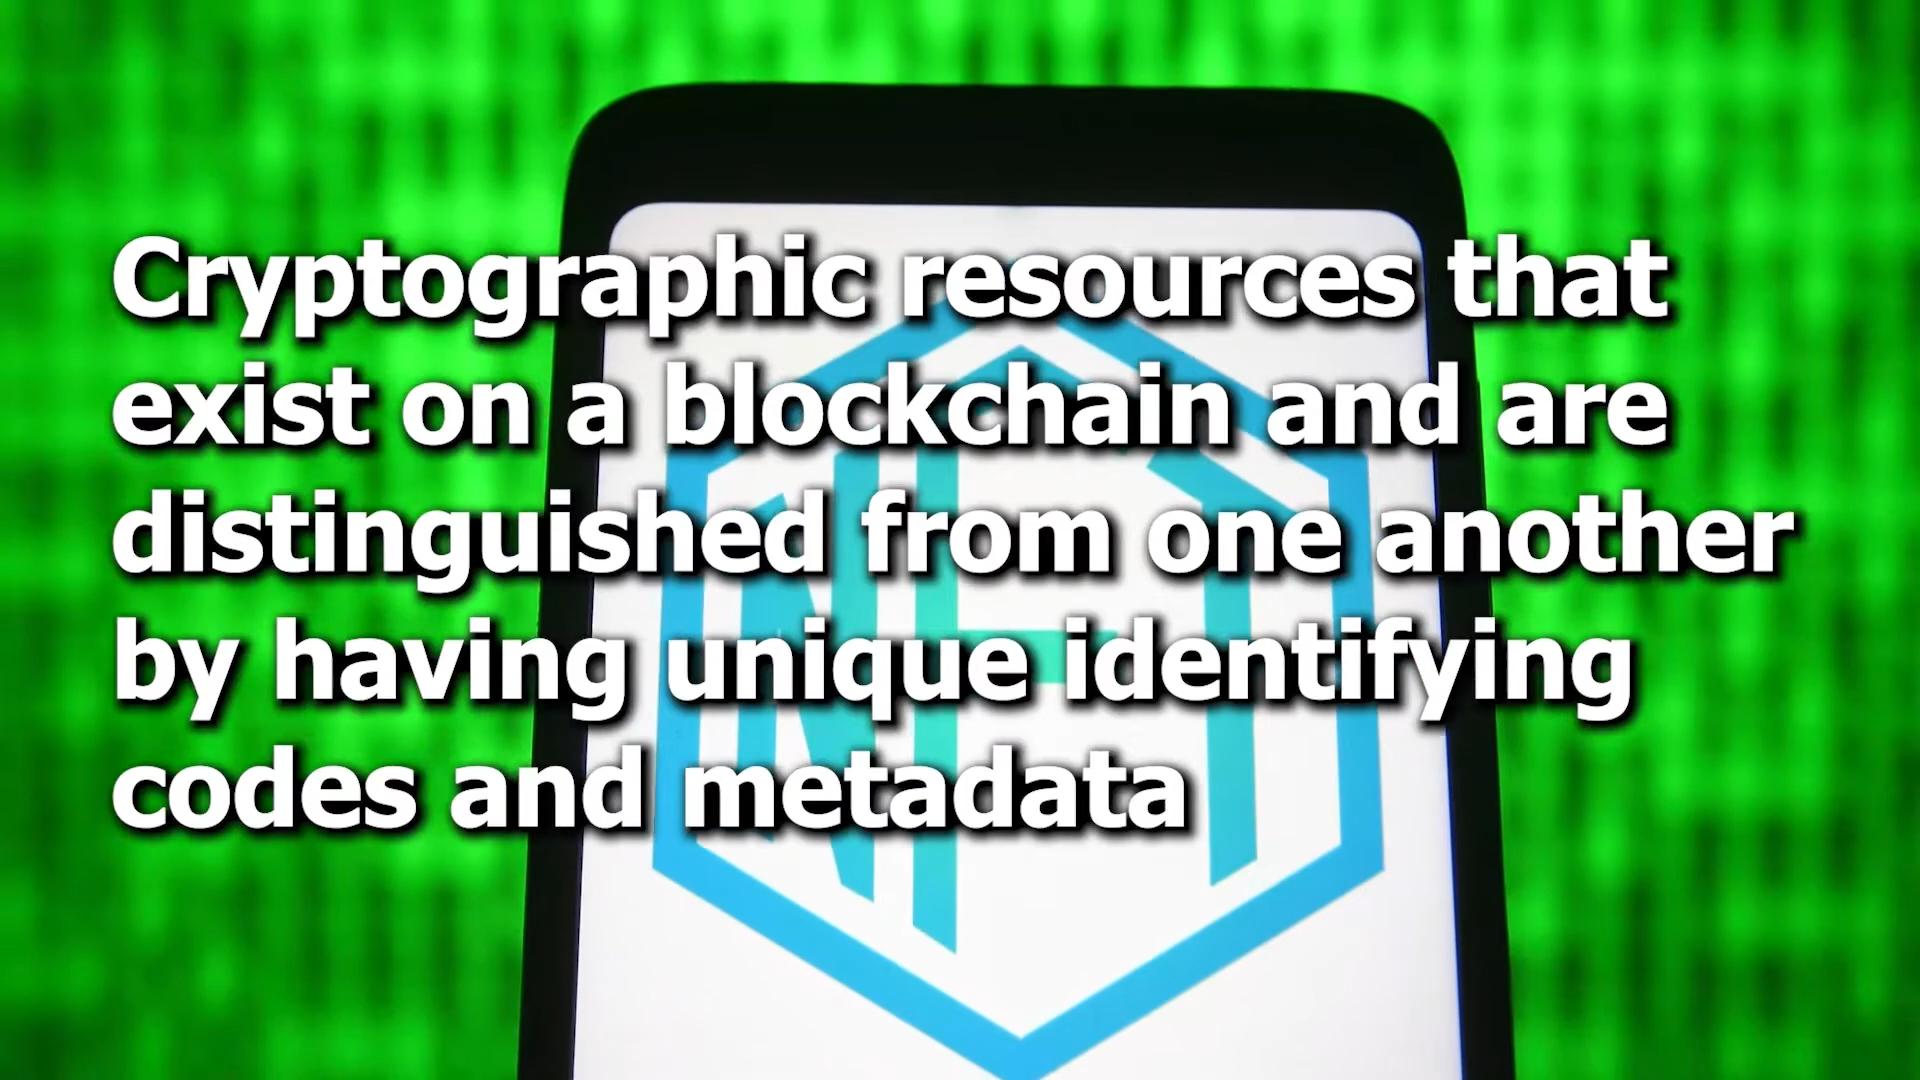 Cryptographic resources that
exist on a blockchain and are
distinguished from one another
by having unique identifying
codes and metadata
NFT